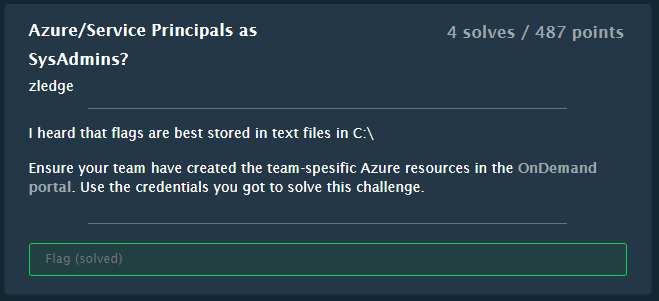 Azure/Service Principals as
4 solves / 487 points
SysAdmins?
zledge
I heard that flags are best stored in text files in C:\
Ensure your team have created the team-spesific Azure resources in the OnDemand
portal. Use the credentials you got to solve this challenge.
Flag (solved)